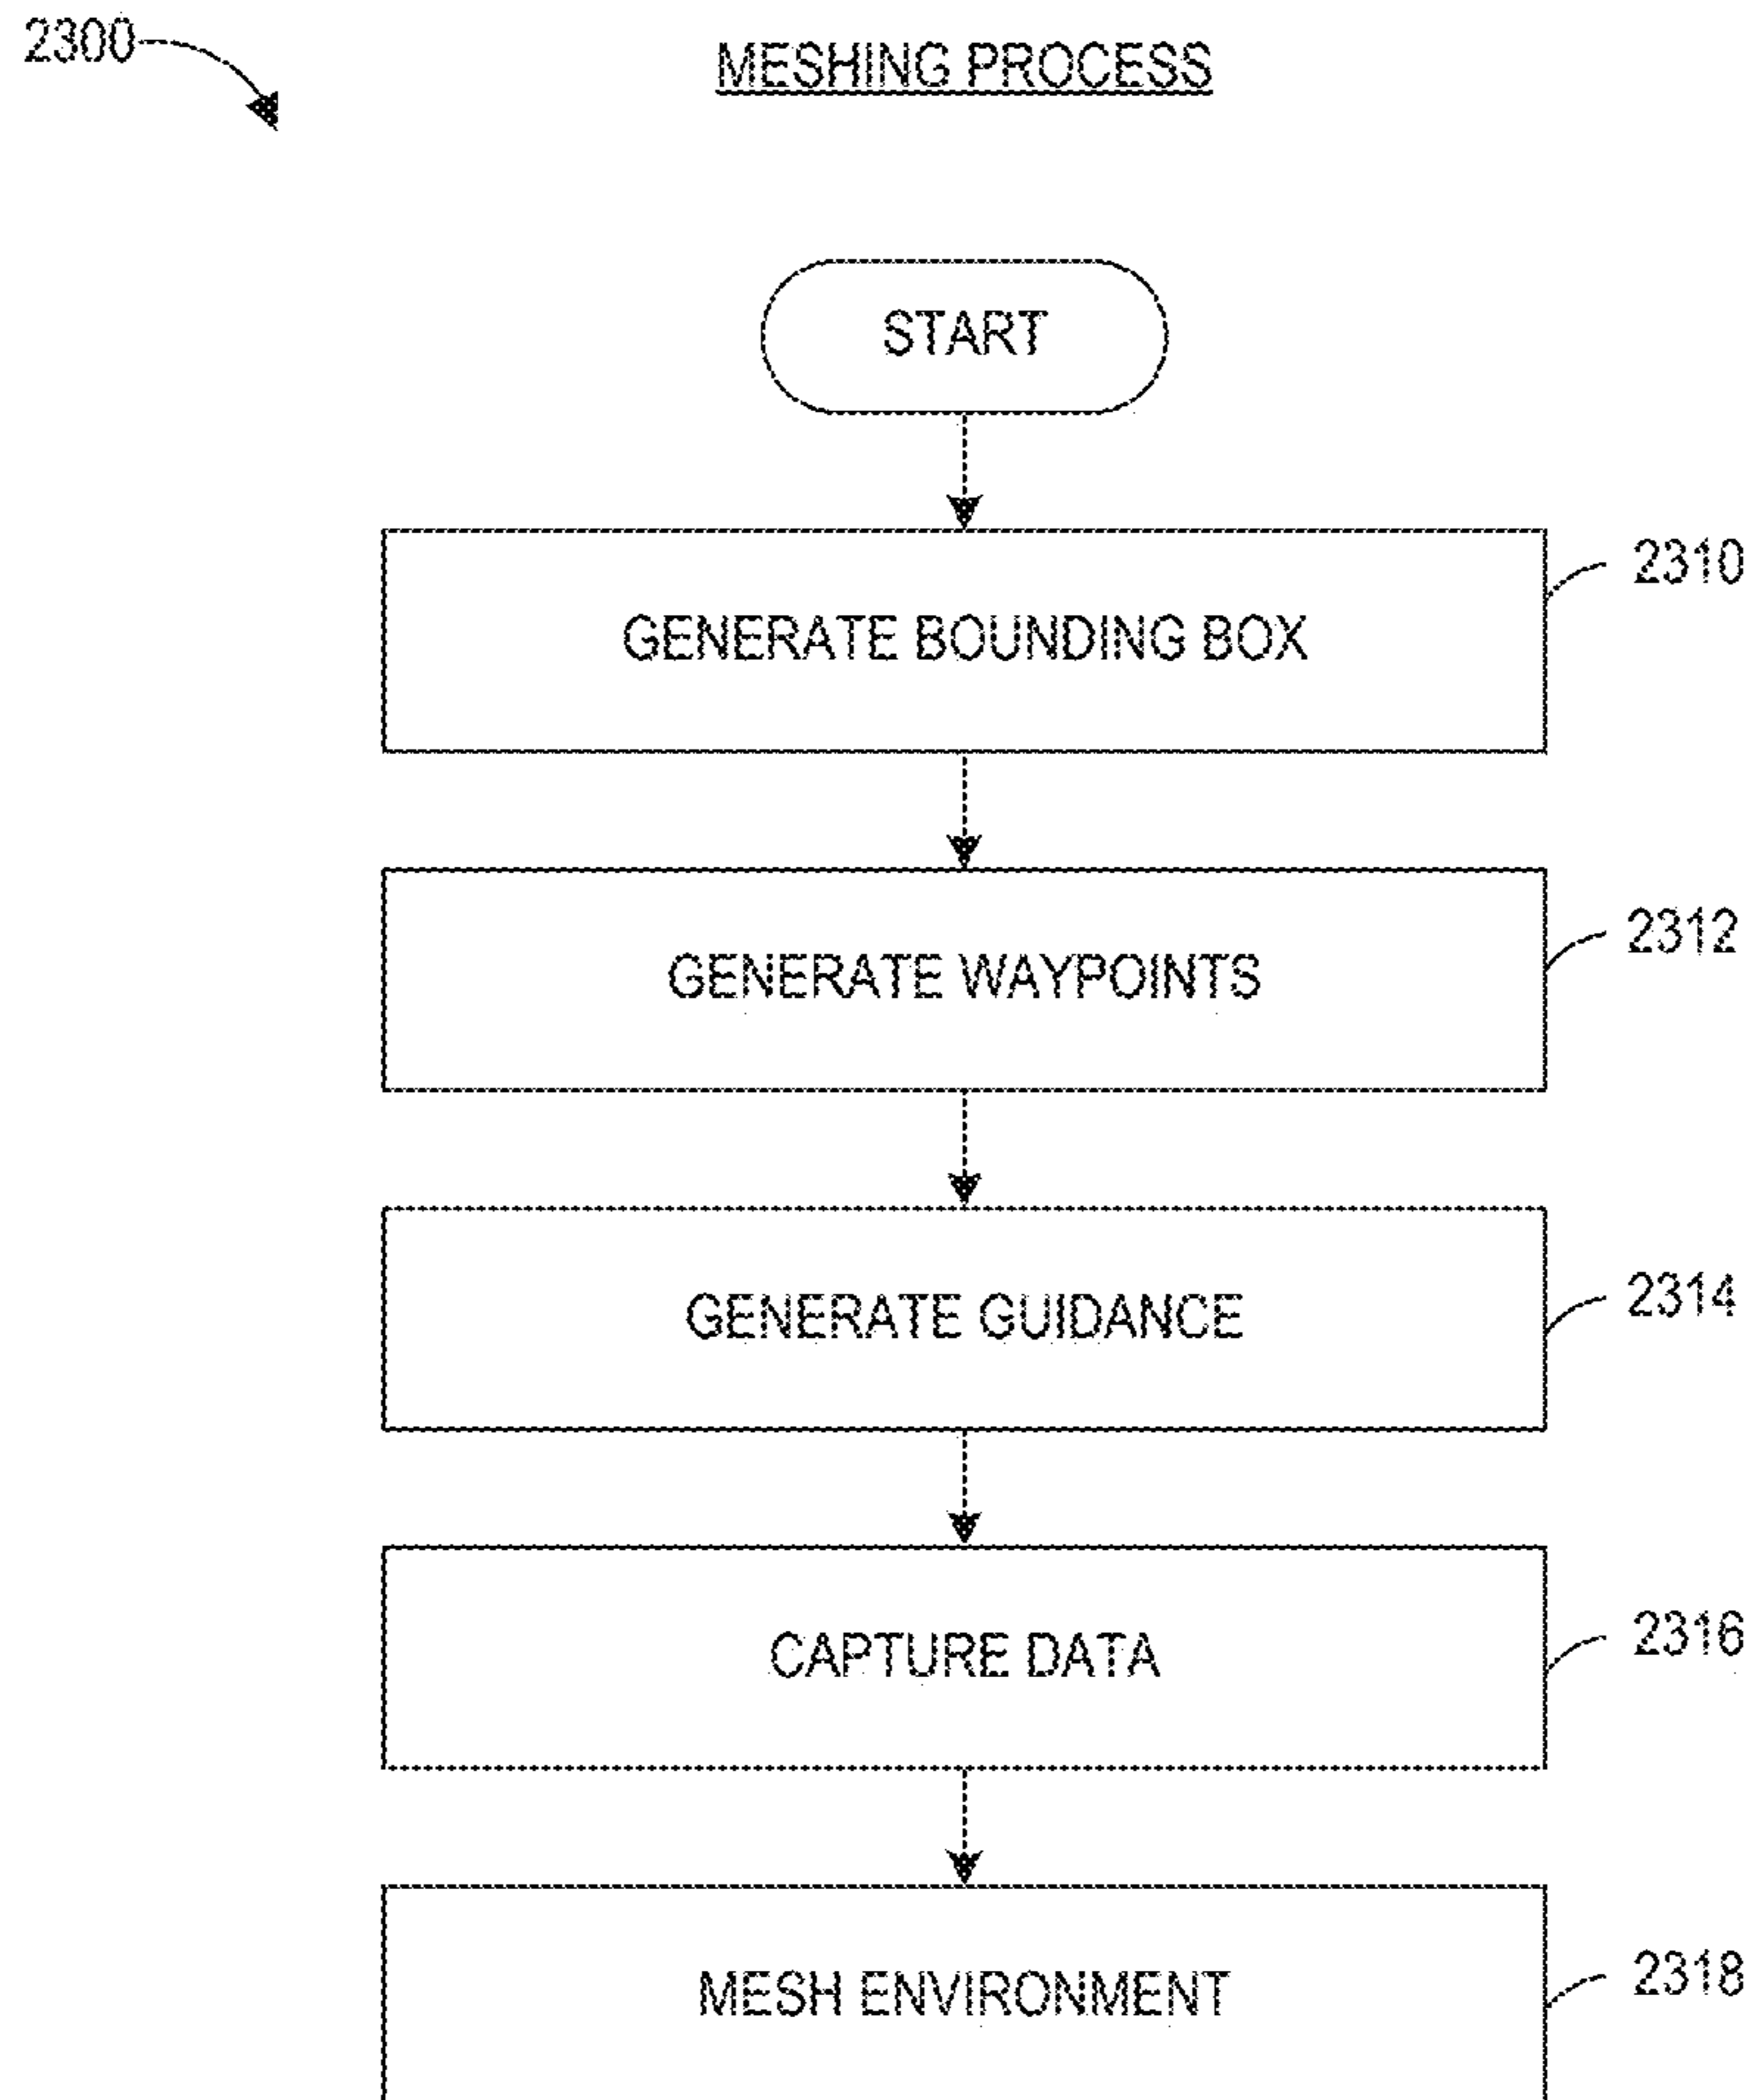 2300
MESHING PROCESS
START
GENERATE BOUNDING BOX
2310
GENERATE WAYPOINTS
2312
GENERATE GUIDANCE
2314
CAPTURE DATA
2316
MESH ENVIRONMENT
2318